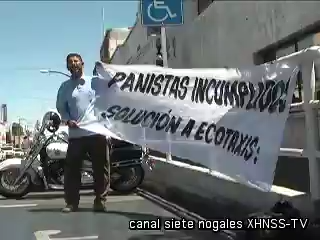 PANISTAS INCUMPLIDOS
SOLUCIÓN A ECOTAXIS:
canal siete nogales XHNSS-TV